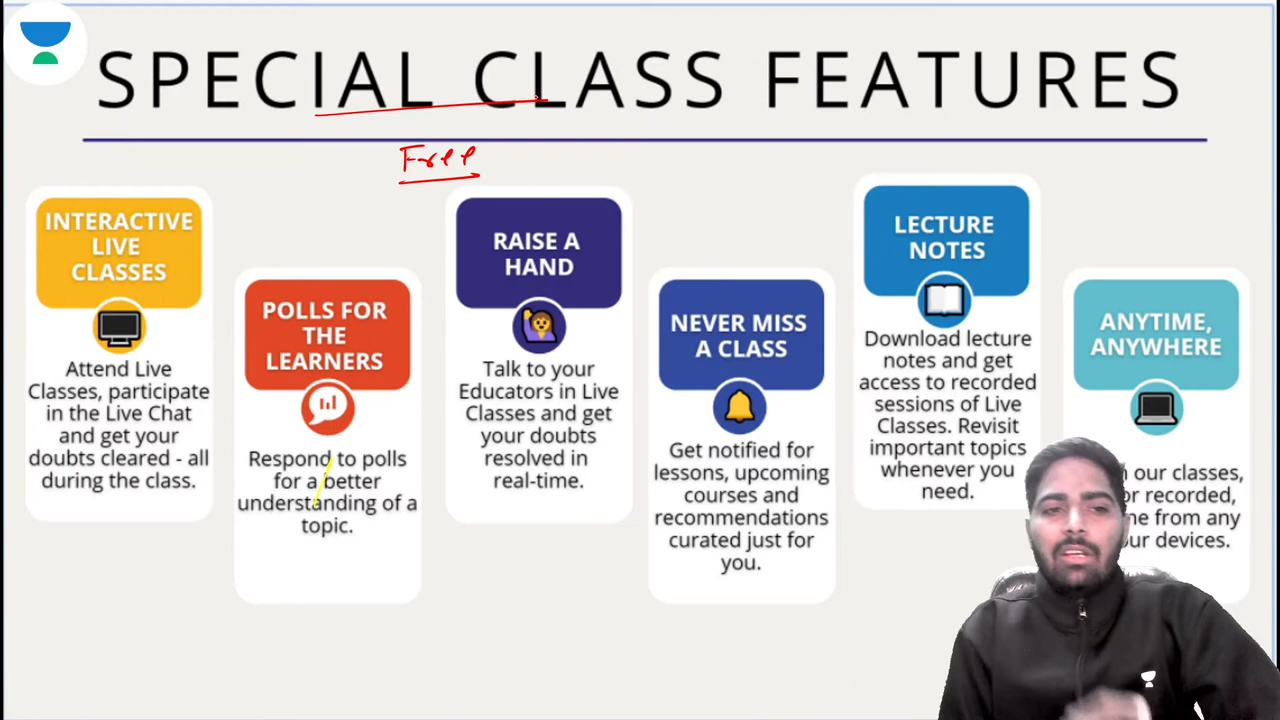 SPECIAL CLASS FEATURES
Free
INTERACTIVE
LIVE
CLASSES
Attend Live
Classes, participate
in the Live Chat
and get your
doubts cleared - all
during the class.
POLLS FOR
THE
LEARNERS
Respond to polls
for a better
understanding of a
topic.
RAISE A
HAND
Talk to your
Educators in Live
Classes and get
your doubts
resolved in
real-time.
NEVER MISS
A CLASS
Get notified for
lessons, upcoming
courses and
recommendations
curated just for
you.
LECTURE
NOTES
Download lecture
notes and get
access to recorded
sessions of Live
Classes. Revisit
important topics
whenever you
need.
ANYTIME,
ANYWHERE
our classes,
recorded,
from any
devices.